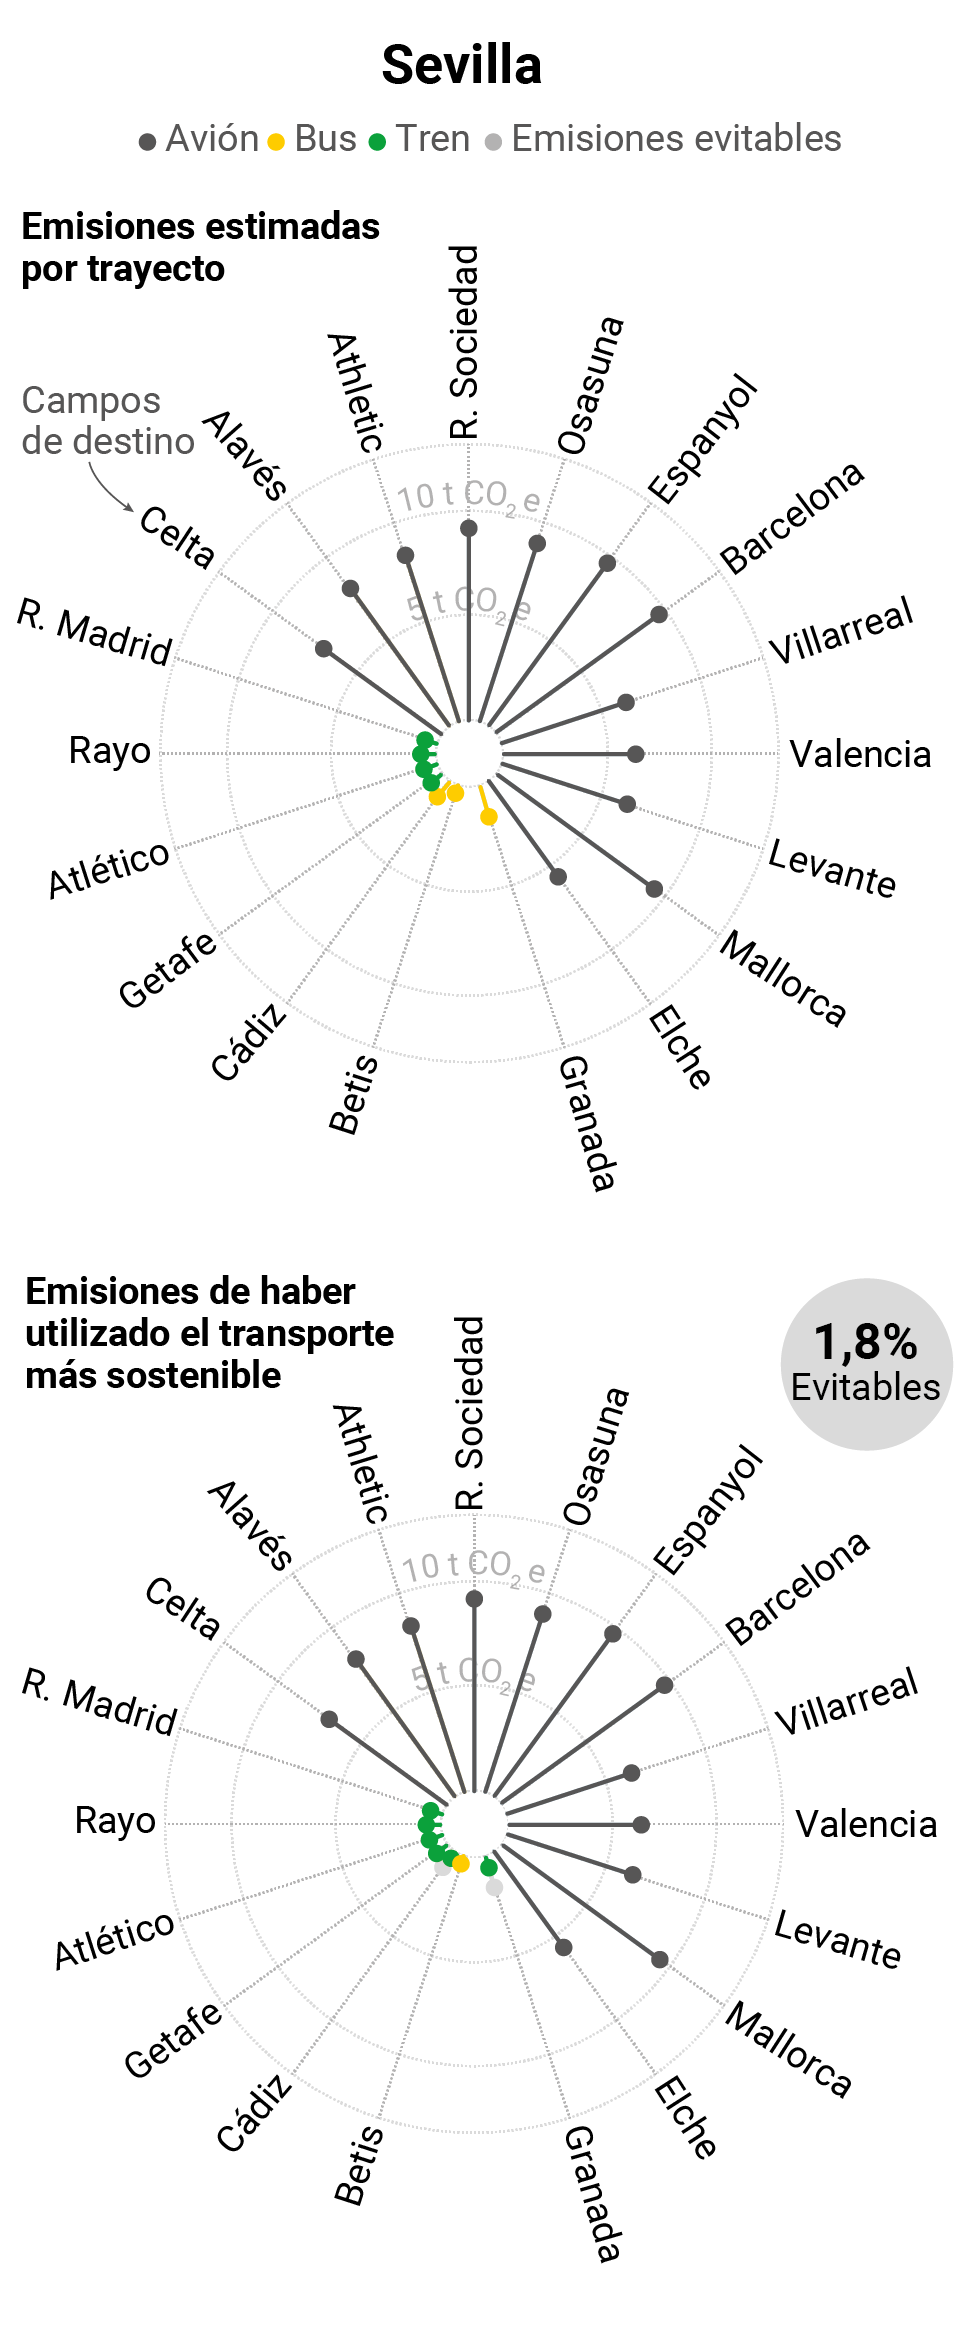 Sevilla
Avión Bus Tren Emisiones evitables
Emisiones estimadas
por trayecto
Campos
de destino
R. Sociedad
Osasuna
Espanyol
Barcelona
Villarreal
Valencia
Levante
Mallorca
Elche
Granada
Betis
Cádiz
Getafe
Atlético
Rayo
R. Madrid
Celta
Alavés
Athletic
10 t CO2 e
5 t CO2 e
Emisiones de haber
utilizado el transporte
más sostenible
1,8%
Evitables
R. Sociedad
Osasuna
Espanyol
Barcelona
Villarreal
Valencia
Levante
Mallorca
Elche
Granada
Betis
Cádiz
Getafe
Atlético
Rayo
R. Madrid
Celta
Alavés
Athletic
10 t CO2 e
5 t CO2 e